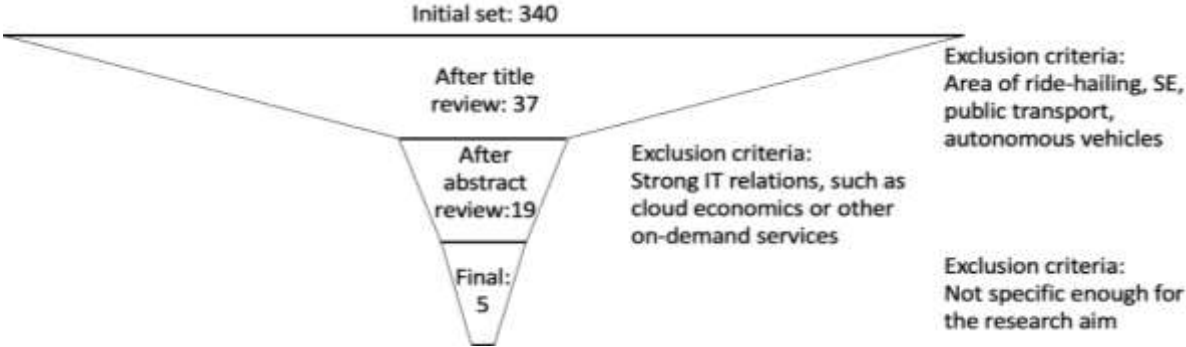 Initial set: 340
After title
review: 37
Exclusion criteria:
Area of ride-hailing, SE,
public transport,
autonomous vehicles
After
abstract
review:19
Exclusion criteria:
Strong IT relations, such as
cloud economics or other
on-demand services
Final:
5
Exclusion criteria:
Not specific enough for
the research aim